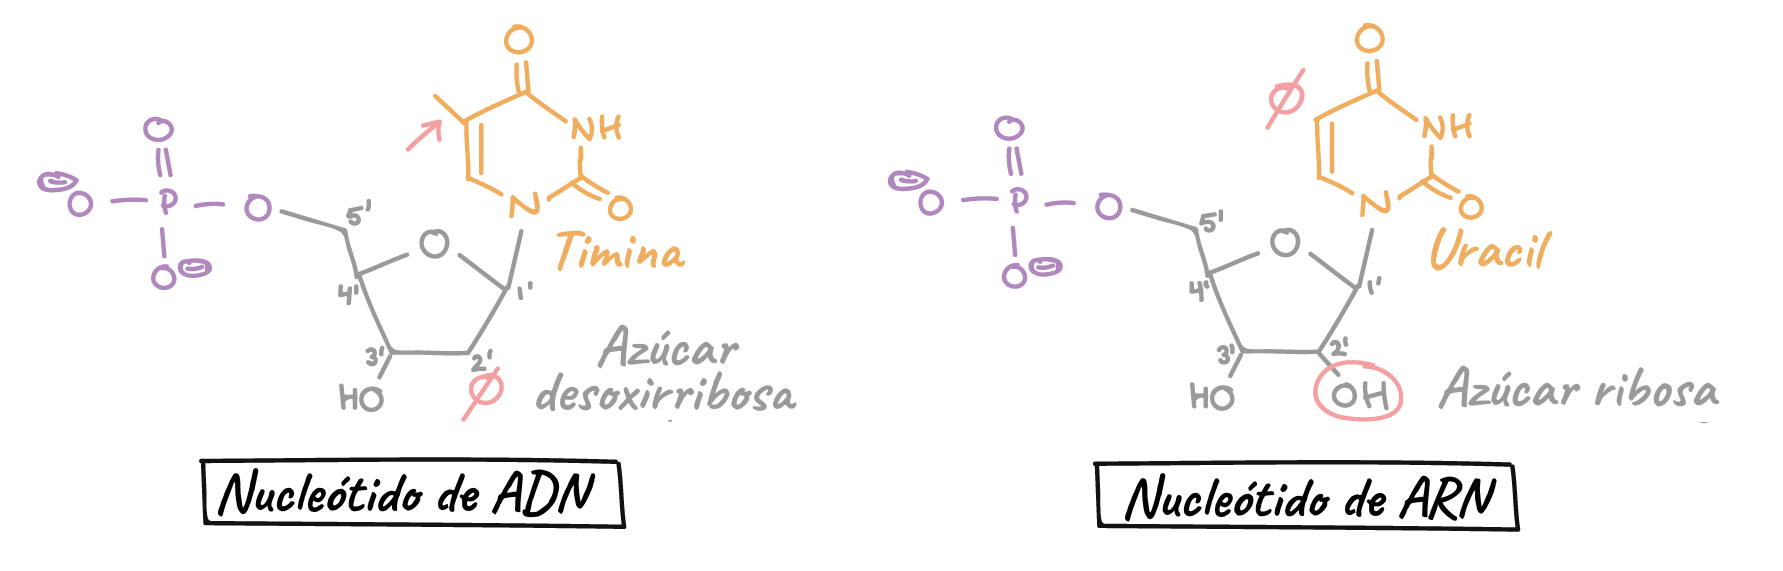 O
NH
O
N
Timina
O
P
O
O
O
5'
O
4'
1'
3'
2'
HO
Azúcar
desoxirribosa
Nucleótido de ADN
O
NH
O
N
Uracil
O
P
O
O
O
5'
O
4'
1'
3'
2'
HO
OH
Azúcar ribosa
Nucleótido de ARN